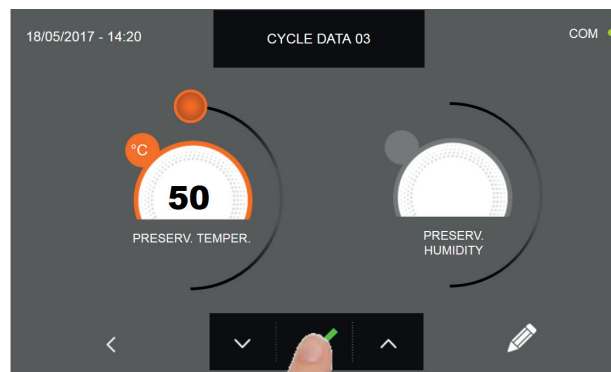 18/05/2017 - 14:20
CYCLE DATA 03
COM
°C
50
PRESERV. TEMPER.
PRESERV.
HUMIDITY